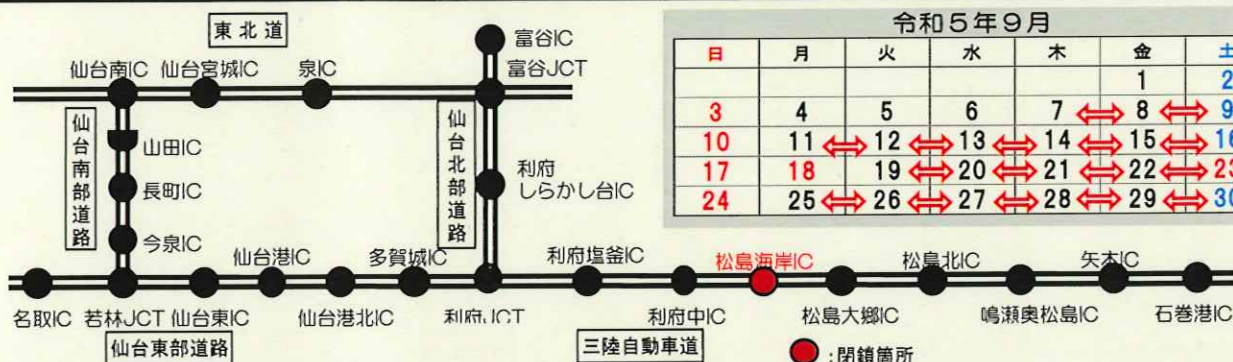 東北道
富谷IC
仙台南IC 仙台宮城IC 泉IC 富谷JCT
仙台南部道路
仙台北部道路
山田IC
長町IC
今泉IC
利府
しらかし台IC
仙台港IC 多賀城IC 利府塩釜IC 松島海岸IC 松島北IC 矢本IC
名取IC 若林JCT 仙台東IC 仙台港北IC 利府JCT 利府中IC 松島大郷IC 鳴瀬奥松島IC 石巻港IC
仙台東部道路
三陸自動車道
:閉鎖箇所
令和5年9月
日 月 火 水 木 金 土
1 2
3 4 5 6 7 ⇔ 8 ⇔ 9
10 11 ⇔ 12 ⇔ 13 ⇔ 14 ⇔ 15 ⇔ 16
17 18 19 ⇔ 20 ⇔ 21 ⇔ 22 ⇔ 23
24 25 ⇔ 26 ⇔ 27 ⇔ 28 ⇔ 29 ⇔ 30